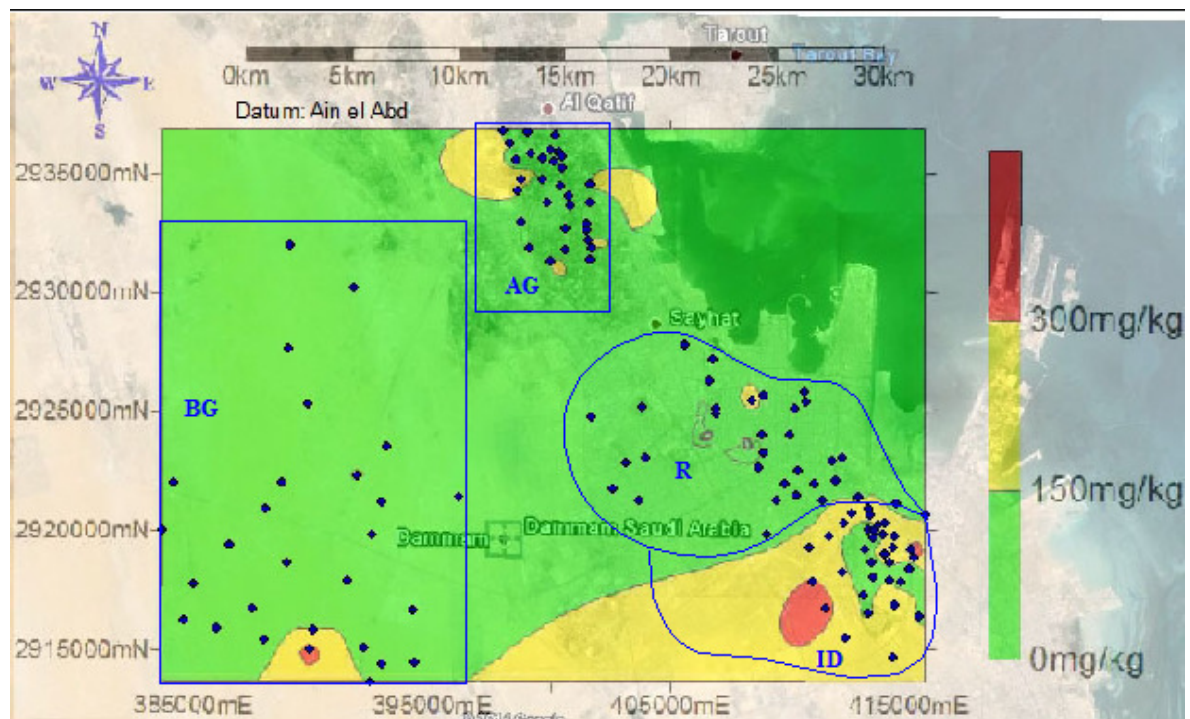 N
W E
S
Tarout
Tarout Bay
0km 5km 10km 15km 20km 25km 30km
Al Qatif
Datum: Ain el Abd
2935000mN
2930000mN
AG
Sayhat
300mg/kg
2925000mN
BG
R
150mg/kg
2920000mN
Dammam
Dammam Saudi Arabia
2915000mN
ID
0mg/kg
385000mE 395000mE 405000mE 415000mE